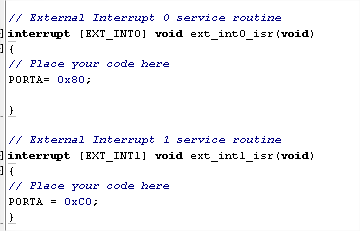 // External Interrupt 0 service routine
interrupt [EXT_INT0] void ext_int0_isr(void)
{
// Place your code here
PORTA= 0x80;
}
// External Interrupt 1 service routine
interrupt [EXT_INT1] void ext_int1_isr(void)
{
// Place your code here
PORTA = 0xC0;
}